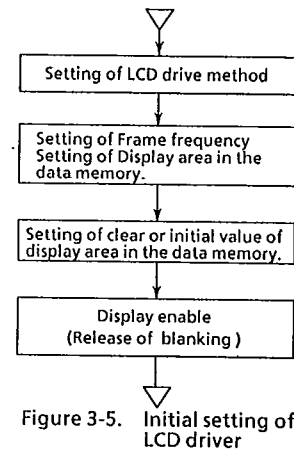 Setting of LCD drive method
Setting of Frame frequency
Setting of Display area in the
data memory.
Setting of clear or initial value of
display area in the data memory.
Display enable
(Release of blanking)
Figure 3-5. Initial setting of
LCD driver